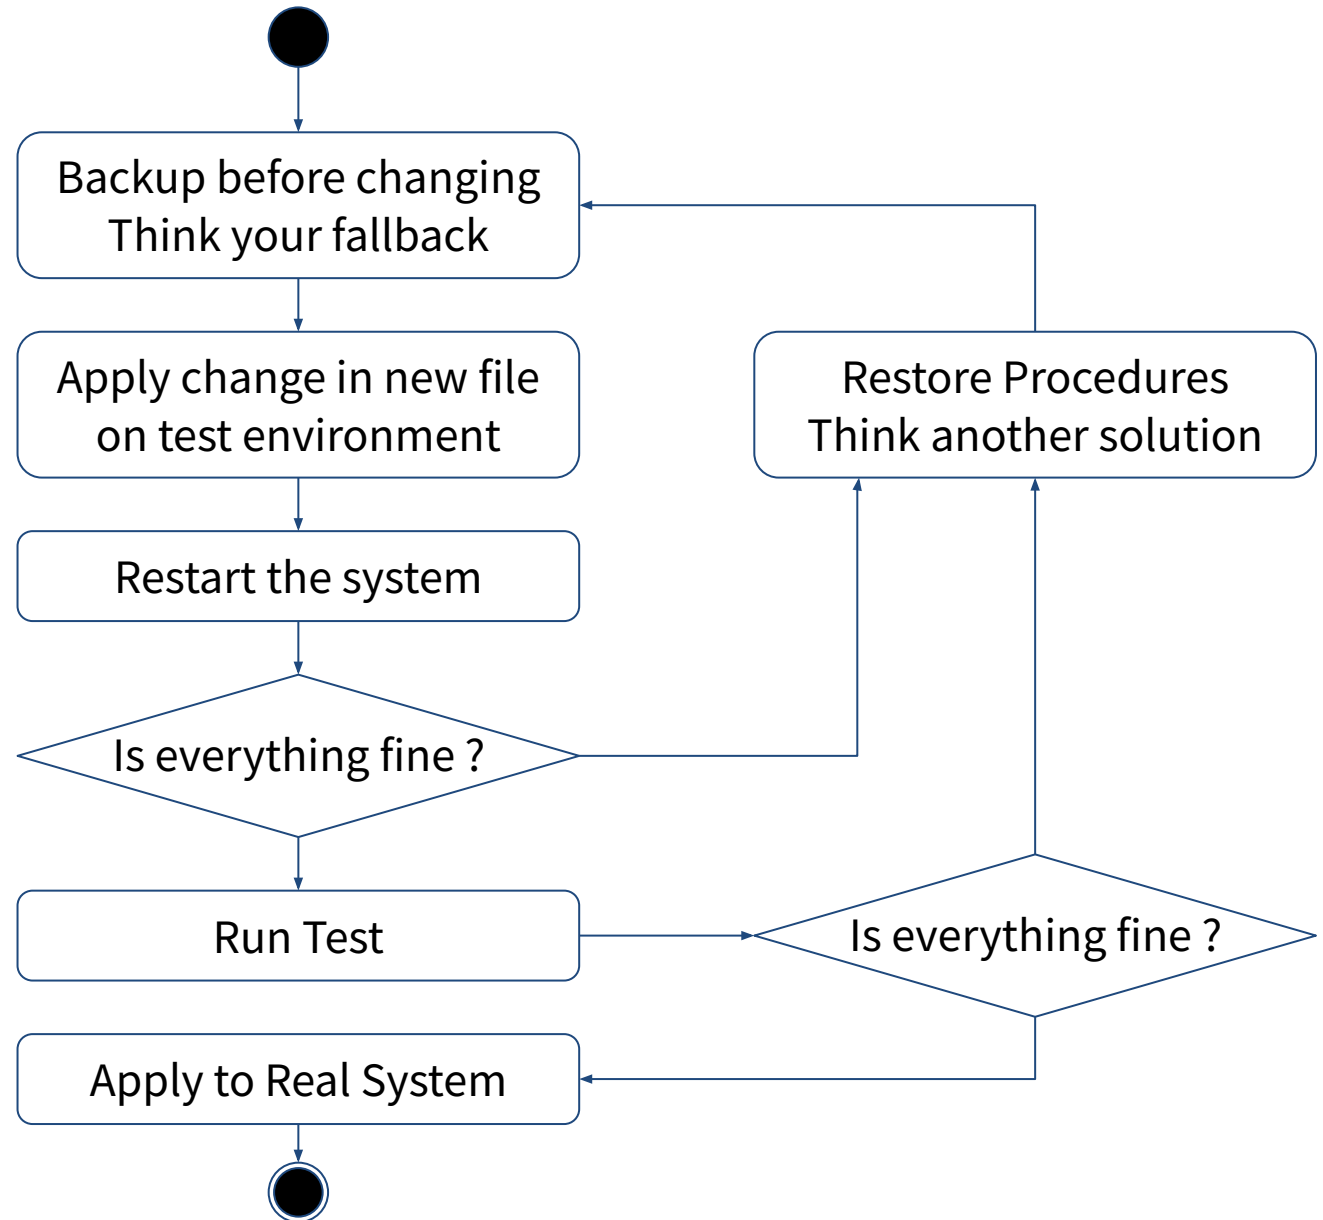 Backup before changing
Think your fallback
Apply change in new file
on test environment
Restore Procedures
Think another solution
Restart the system
Is everything fine ?
Run Test
Is everything fine ?
Apply to Real System